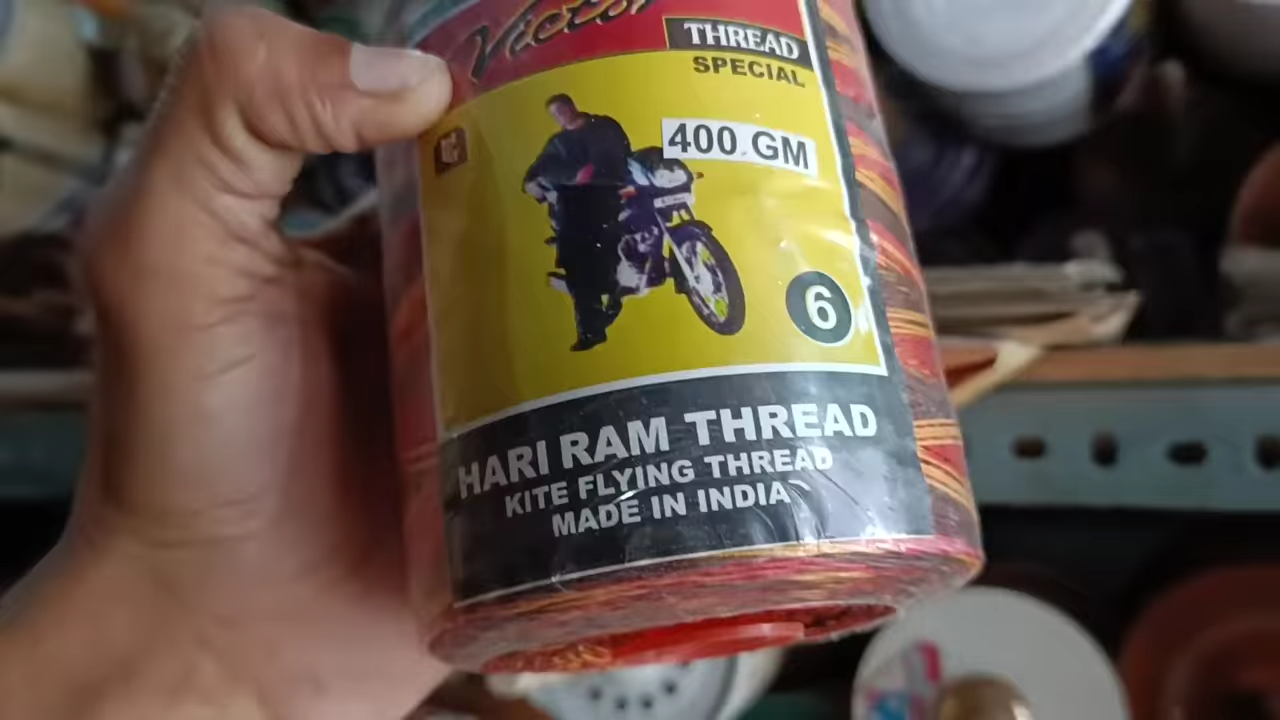 THREAD
SPECIAL
400 GM
6
HARI RAM THREAD
KITE FLYING THREAD
MADE IN INDIA